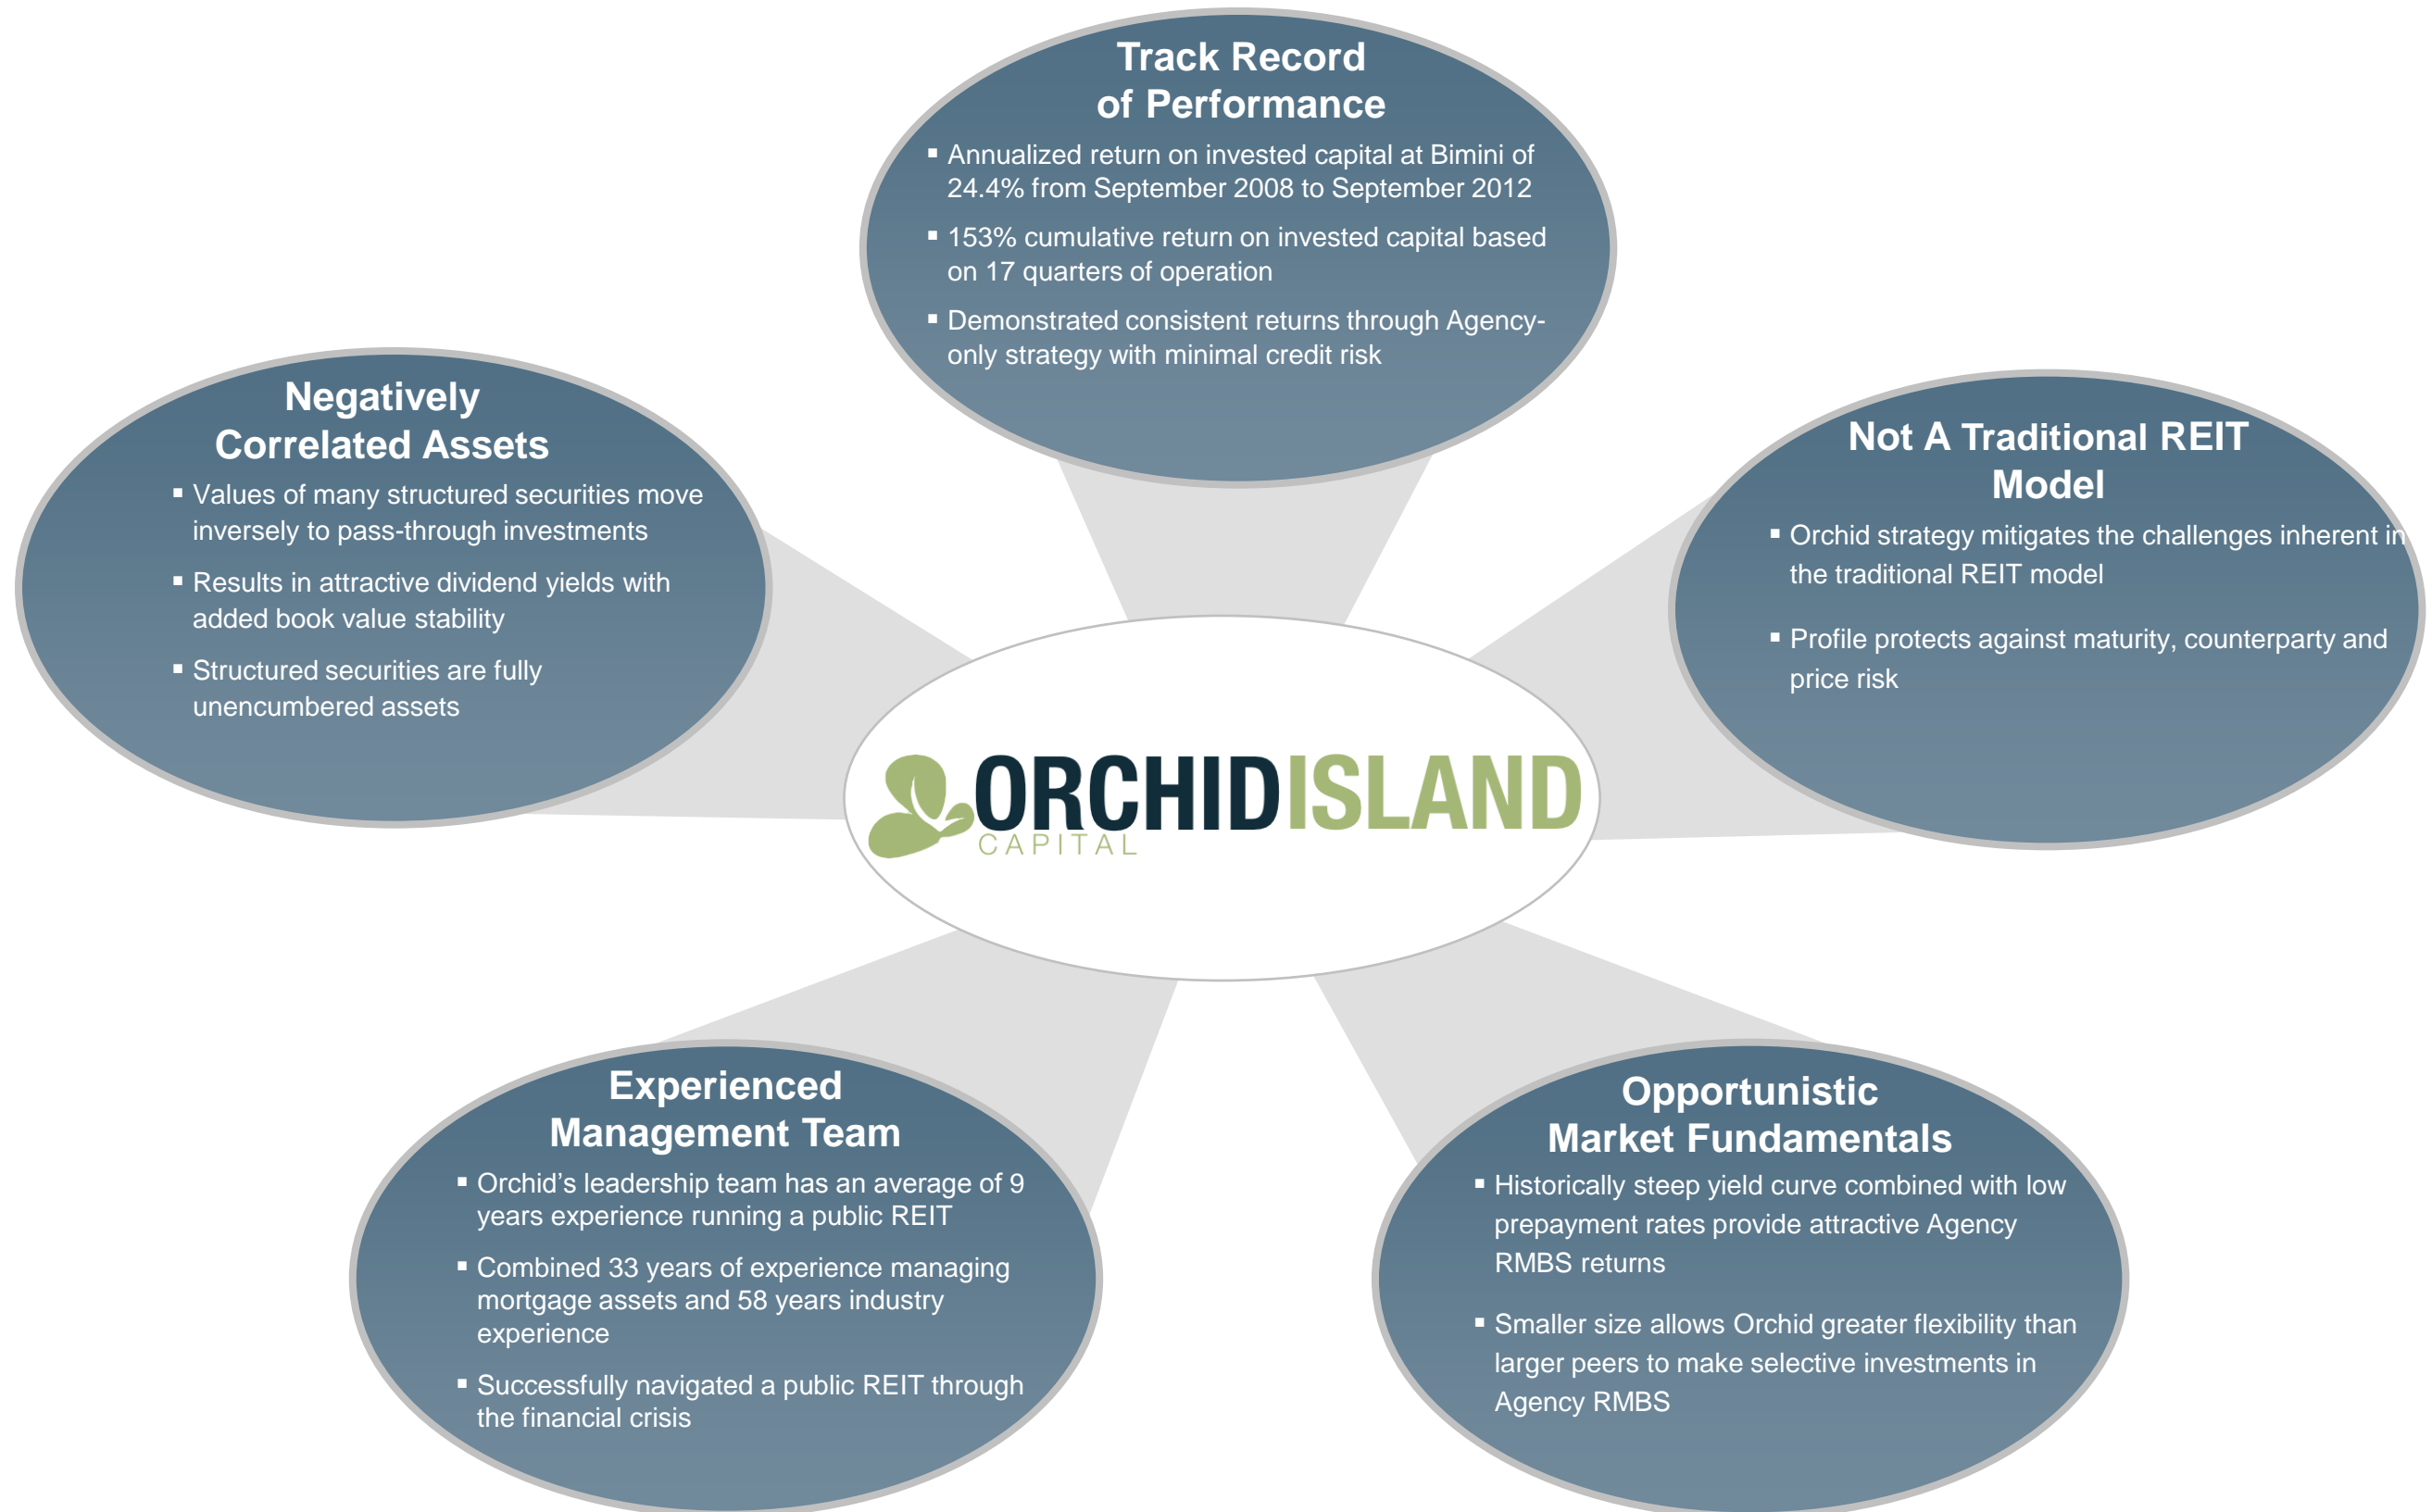 Track Record
of Performance
▪ Annualized return on invested capital at Bimini of
24.4% from September 2008 to September 2012
▪ 153% cumulative return on invested capital based
on 17 quarters of operation
▪ Demonstrated consistent returns through Agency-
only strategy with minimal credit risk
Negatively
Correlated Assets
▪ Values of many structured securities move
inversely to pass-through investments
▪ Results in attractive dividend yields with
added book value stability
▪ Structured securities are fully
unencumbered assets
Not A Traditional REIT
Model
▪ Orchid strategy mitigates the challenges inherent in
the traditional REIT model
▪ Profile protects against maturity, counterparty and
price risk
ORCHIDISLAND
CAPITAL
Experienced
Management Team
▪ Orchid’s leadership team has an average of 9
years experience running a public REIT
▪ Combined 33 years of experience managing
mortgage assets and 58 years industry
experience
▪ Successfully navigated a public REIT through
the financial crisis
Opportunistic
Market Fundamentals
▪ Historically steep yield curve combined with low
prepayment rates provide attractive Agency
RMBS returns
▪ Smaller size allows Orchid greater flexibility than
larger peers to make selective investments in
Agency RMBS